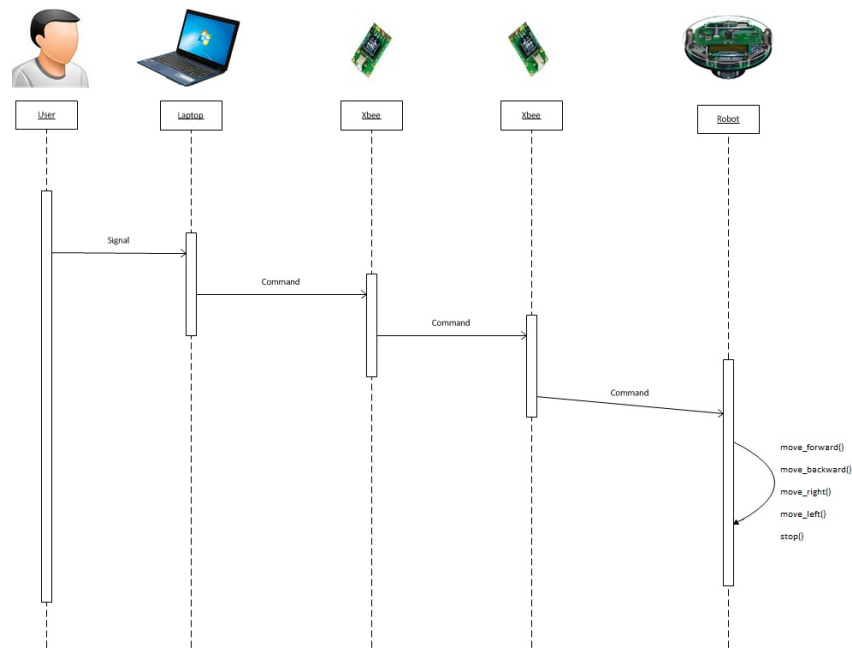 User
Laptop
Xbee
Xbee
Robot
Signal
Command
Command
Command
move_forward()
move_backward()
move_right()
move_left()
stop()